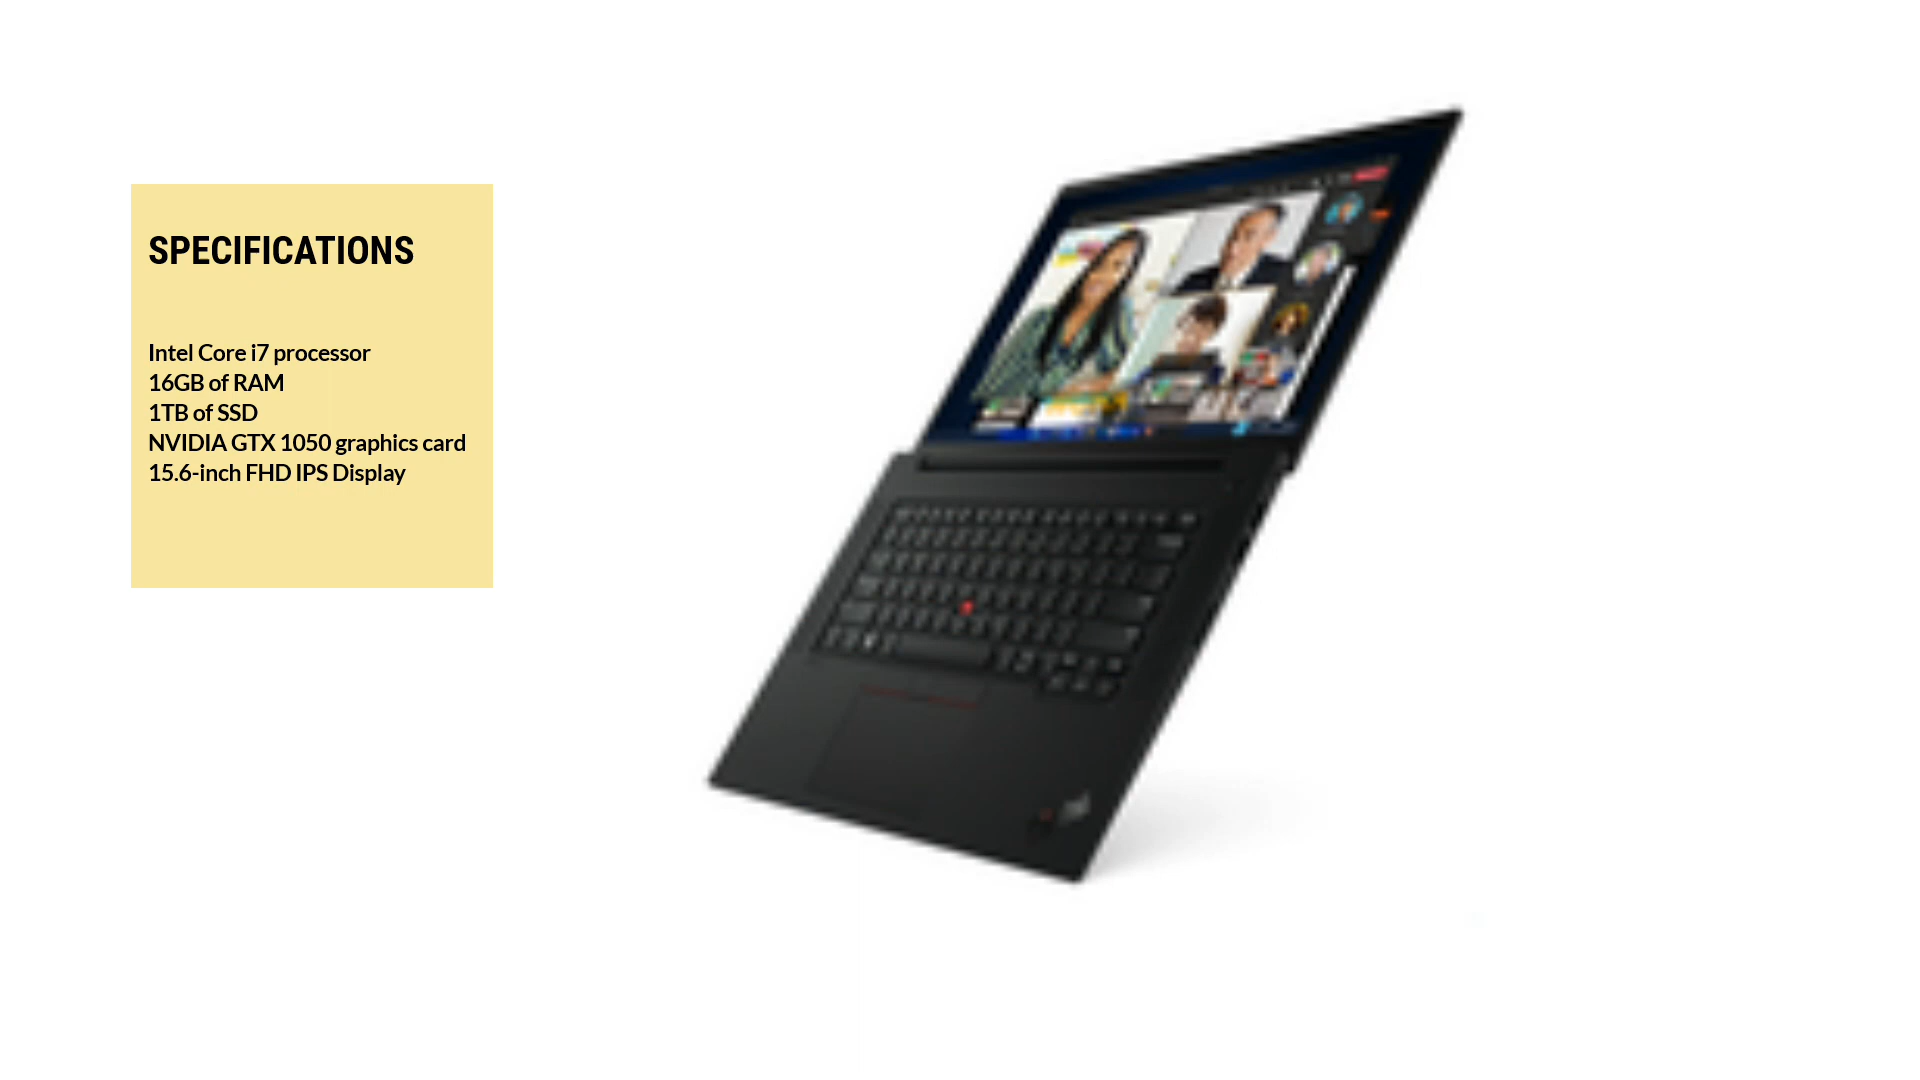 SPECIFICATIONS
Intel Core i7 processor
16GB of RAM
1TB of SSD
NVIDIA GTX 1050 graphics card
15.6-inch FHD IPS Display